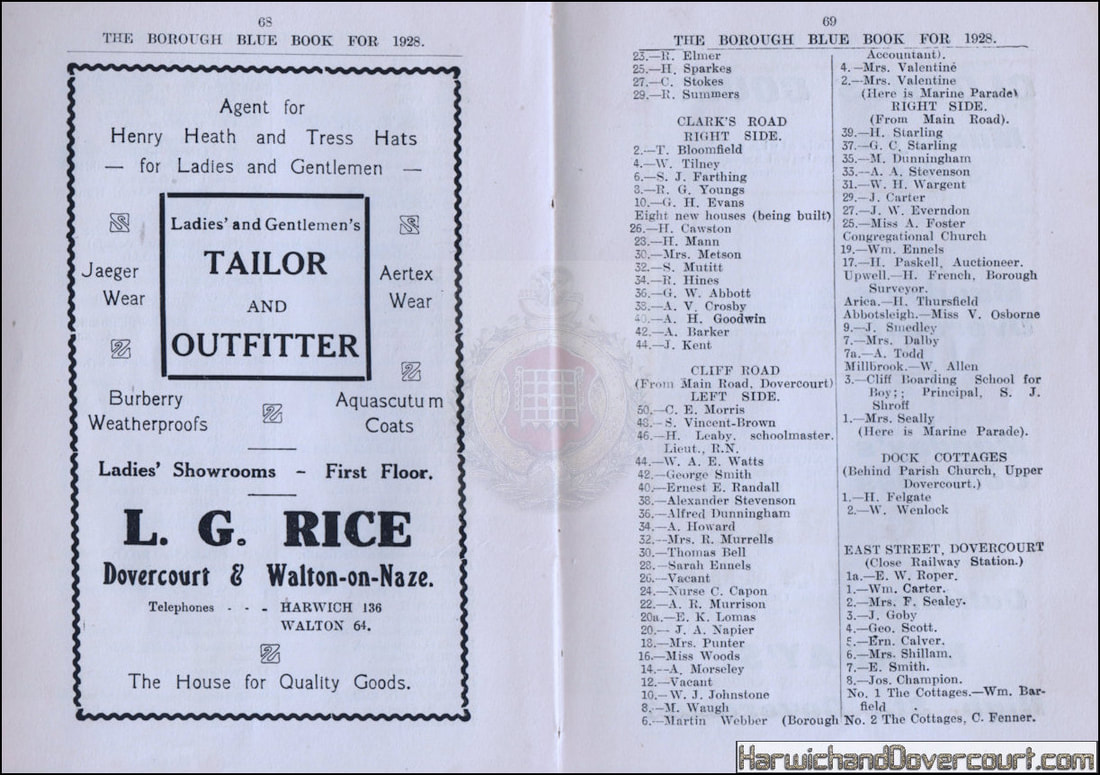 68
THE BOROUGH BLUE BOOK FOR 1928.
Agent for
Henry Heath and Tress Hats
— for Ladies and Gentlemen —
Ladies' and Gentlemen's
TAILOR
AND
OUTFITTER
Jaeger
Wear
Aertex
Wear
Burberry
Weatherproofs
Aquascutum
Coats
Ladies' Showrooms – First Floor.
L. G. RICE
Dovercourt & Walton-on-Naze.
Telephones - - - HARWICH 136
WALTON 64.
The House for Quality Goods.
69
THE BOROUGH BLUE BOOK FOR 1928.
23.—R. Elmer
25.—H. Sparkes
27.—C. Stokes
29.—R. Summers
CLARK'S ROAD
RIGHT SIDE.
2.—T. Bloomfield
4.—W. Tilney
6.—S. J. Farthing
8.—R. G. Youngs
10.—G. H. Evans
Eight new houses (being built)
26.—H. Cawston
28.—H. Mann
30.—Mrs. Metson
32.—S. Mutitt
34.—R. Hines
36.—G. W. Abbott
38.—A. V. Crosby
40.—A. H. Goodwin
42.—A. Barker
44.—J. Kent
CLIFF ROAD
(From Main Road, Dovercourt)
LEFT SIDE.
50.—C. E. Morris
48.—S. Vincent-Brown
46.—H. Leaby, schoolmaster.
Lieut., R.N.
44.—W. A. E. Watts
42.—George Smith
40.—Ernest E. Randall
38.—Alexander Stevenson
36.—Alfred Dunningham
34.—A. Howard
32.—Mrs. R. Murrells
30.—Thomas Bell
28.—Sarah Ennels
26.—Vacant
24.—Nurse C. Capon
22.—A. R. Murrison
20a.—E. K. Lomas
20.— J. A. Napier
18.—Mrs. Punter
16.—Miss Woods
14.—A. Morseley
12.—Vacant
10.—W. J. Johnstone
8.—M. Waugh
6.—Martin Webber (Borough
Accountant).
4.—Mrs. Valentine
2.—Mrs. Valentine
(Here is Marine Parade)
RIGHT SIDE.
(From Main Road).
39.—H. Starling
37.—G. C. Starling
35.—M. Dunningham
33.—A. A. Stevenson
31.—W. H. Wargent
29.—J. Carter
27.—J. W. Everndon
25.—Miss A. Foster
Congregational Church
19.—Wm. Ennels
17.—H. Paskell, Auctioneer.
Upwell.—H. French, Borough
Surveyor.
Arica.—H. Thursfield
Abbotsleigh.—Miss V. Osborne
9.—J. Smedley
7.—Mrs. Dalby
7a.—A. Todd
Millbrook.—W. Allen
3.—Cliff Boarding School for
Boy;; Principal, S. J.
Shroff
1.—Mrs. Seally
(Here is Marine Parade).
DOCK COTTAGES
(Behind Parish Church, Upper
Dovercourt.)
1.—H. Felgate
2.—W. Wenlock
EAST STREET, DOVERCOURT
(Close Railway Station.)
1a.—E. W. Roper.
1.—Wm. Carter.
2.—Mrs. F. Sealey.
3.—J. Goby
4.—Geo. Scott.
5.—Ern. Calver.
6.—Mrs. Shillam.
7.—E. Smith.
8.—Jos. Champion.
No. 1 The Cottages.—Wm. Bar-
field
No. 2 The Cottages, C. Fenner.
HarwichandDovercourt.com